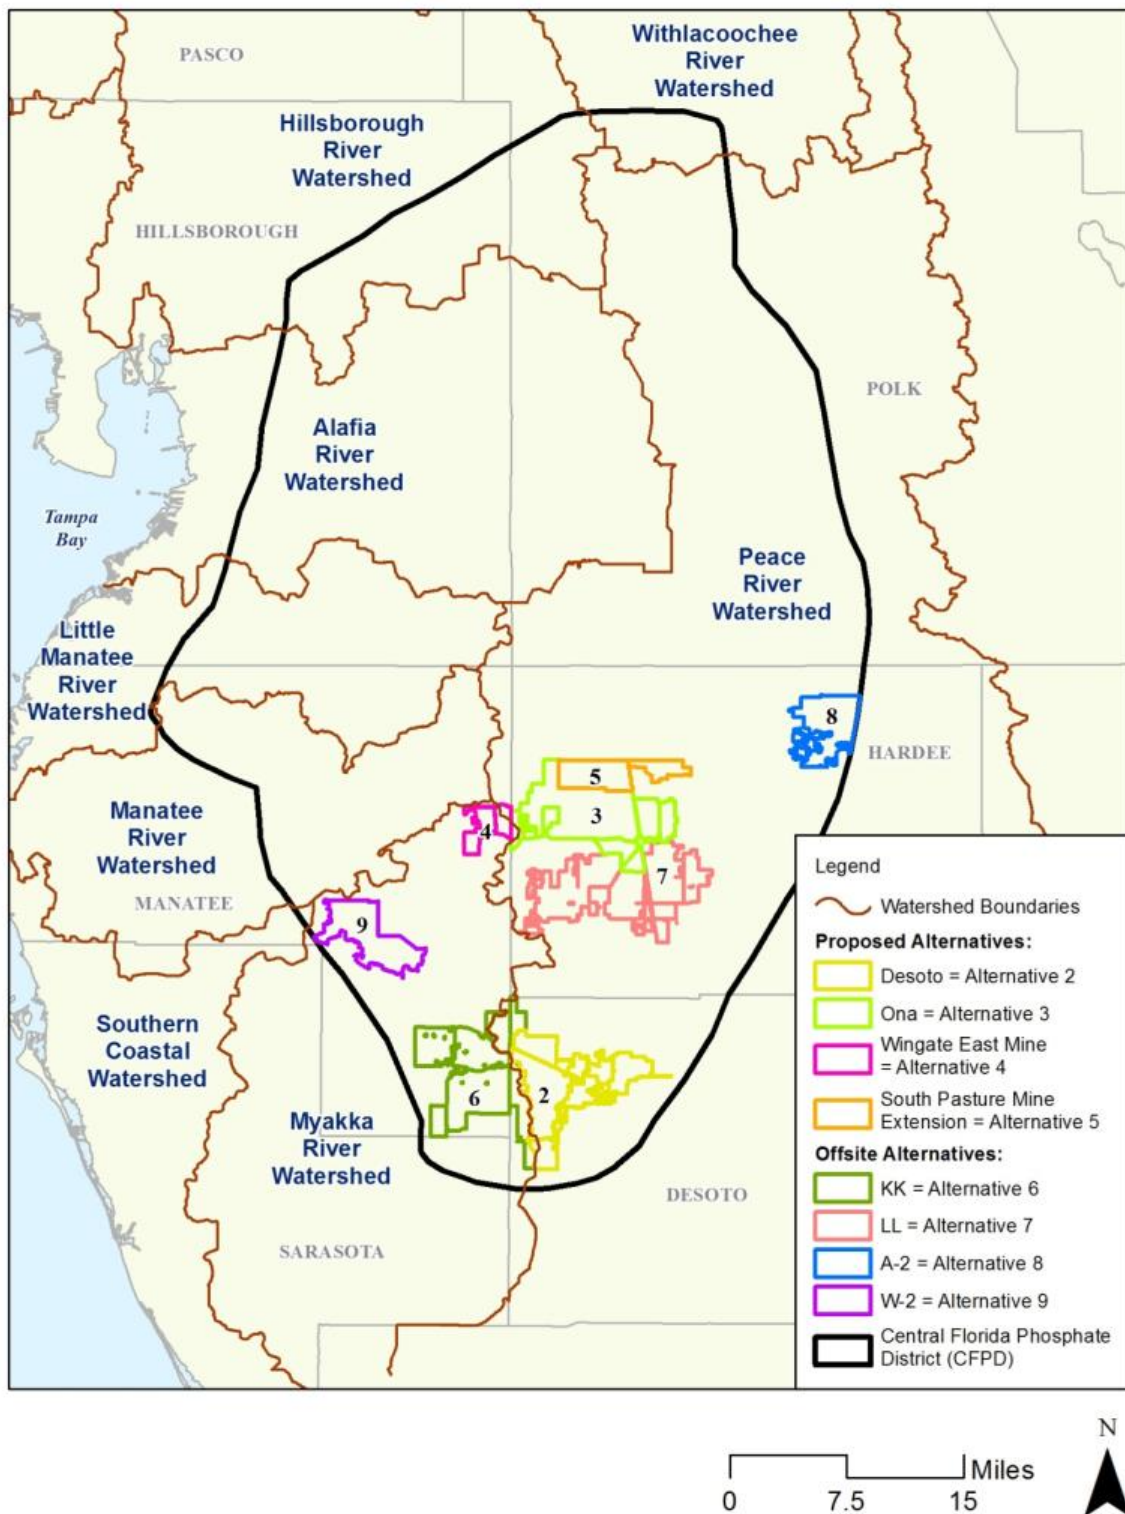 PASCO
Withlacoochee
River
Watershed
Hillsborough
River
Watershed
HILLSBOROUGH
POLK
Alafia
River
Watershed
Tampa
Bay
Peace
River
Watershed
Little
Manatee
River
Watershed
8
HARDEE
5
3
4
Manatee
River
Watershed
MANATEE
7
9
Southern
Coastal
Watershed
2
6
Myakka
River
Watershed
DESOTO
SARASOTA
Legend
Watershed Boundaries
Proposed Alternatives:
Desoto = Alternative 2
Ona = Alternative 3
Wingate East Mine
= Alternative 4
South Pasture Mine
Extension = Alternative 5
Offsite Alternatives:
KK = Alternative 6
LL = Alternative 7
A-2 = Alternative 8
W-2 = Alternative 9
Central Florida Phosphate
District (CFPD)
N
Miles
0 7.5 15